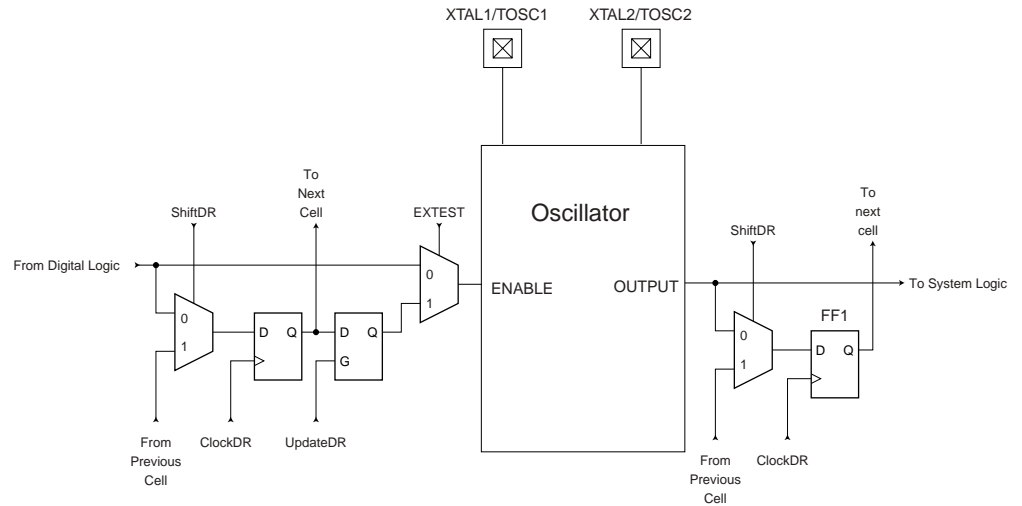 XTAL1/TOSC1
XTAL2/TOSC2
Oscillator
ENABLE
OUTPUT
To
Next
Cell
ShiftDR
EXTEST
From Digital Logic
0
1
D Q
D Q
G
0
1
From
Previous
Cell
ClockDR
UpdateDR
To
next
cell
ShiftDR
To System Logic
FF1
0
1
D Q
From
Previous
Cell
ClockDR